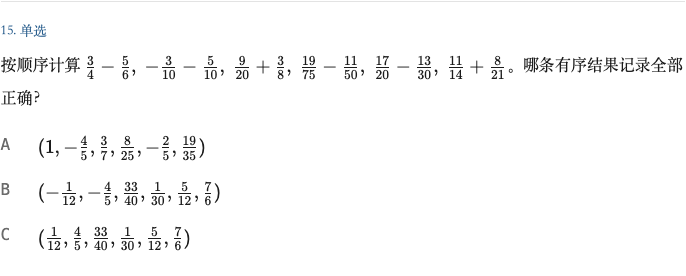 15. 单选
按顺序计算 3/4 − 5/6, −3/10 − 5/10, 9/20 + 3/8, 19/75 − 11/50, 17/20 − 13/30, 11/14 + 8/21。哪条有序结果记录全部
正确?
A (1, −4/5, 3/7, 8/25, −2/5, 19/35)
B (−1/12, −4/5, 33/40, 1/30, 5/12, 7/6)
C (1/12, 4/5, 33/40, 1/30, 5/12, 7/6)